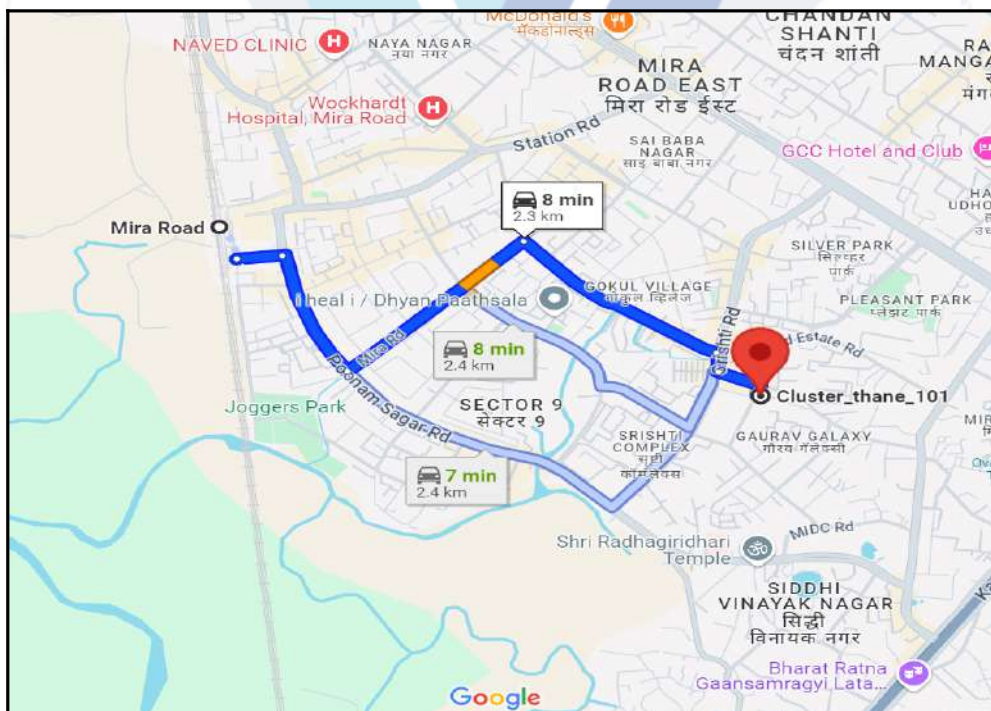 McDonald's
मॅकडोनाल्ड्स
CHANDAN
SHANTI
चंदन शांती
NAVED CLINIC
NAYA NAGAR
नया नगर
MIRA
ROAD EAST
मिरा रोड ईस्ट
Wockhardt
Hospital, Mira Road
Station Rd
SAI BABA
NAGAR
साई बाबा नगर
GCC Hotel and Club
8 min
2.3 km
Mira Road
SILVER PARK
सिल्व्हर
पार्क
GOKUL VILLAGE
गोकुल व्हिलेज
i heal i / Dhyan Paathsala
PLEASANT PARK
प्लेझंट पार्क
Srishti Rd
Estate Rd
Mira Rd
8 min
2.4 km
Poonam Sagar Rd
Cluster_thane_101
Joggers Park
SECTOR 9
सेक्टर 9
SRISHTI
COMPLEX
सृष्टी
कॉम्प्लेक्स
GAURAV GALAXY
गौरव गॅलेक्सी
7 min
2.4 km
MIDC Rd
Shri Radhagiridhari
Temple
SIDDHI
VINAYAK NAGAR
सिद्धी
विनायक नगर
Bharat Ratna
Gaansamragyi Lata...
Google